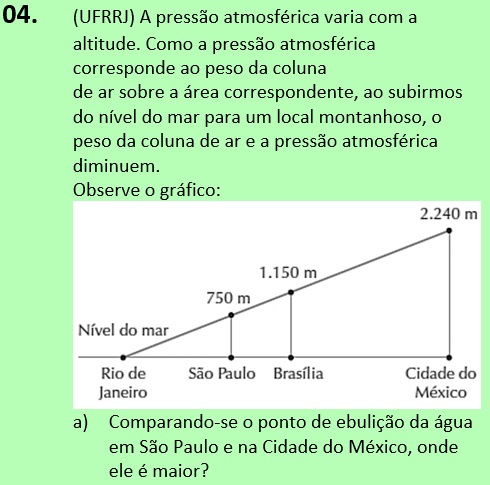 04. (UFRRJ) A pressão atmosférica varia com a
altitude. Como a pressão atmosférica
corresponde ao peso da coluna
de ar sobre a área correspondente, ao subirmos
do nível do mar para um local montanhoso, o
peso da coluna de ar e a pressão atmosférica
diminuem.
Observe o gráfico:
2.240 m
1.150 m
750 m
Nível do mar
Rio de
Janeiro
São Paulo
Brasília
Cidade do
México
a) Comparando-se o ponto de ebulição da água
em São Paulo e na Cidade do México, onde
ele é maior?